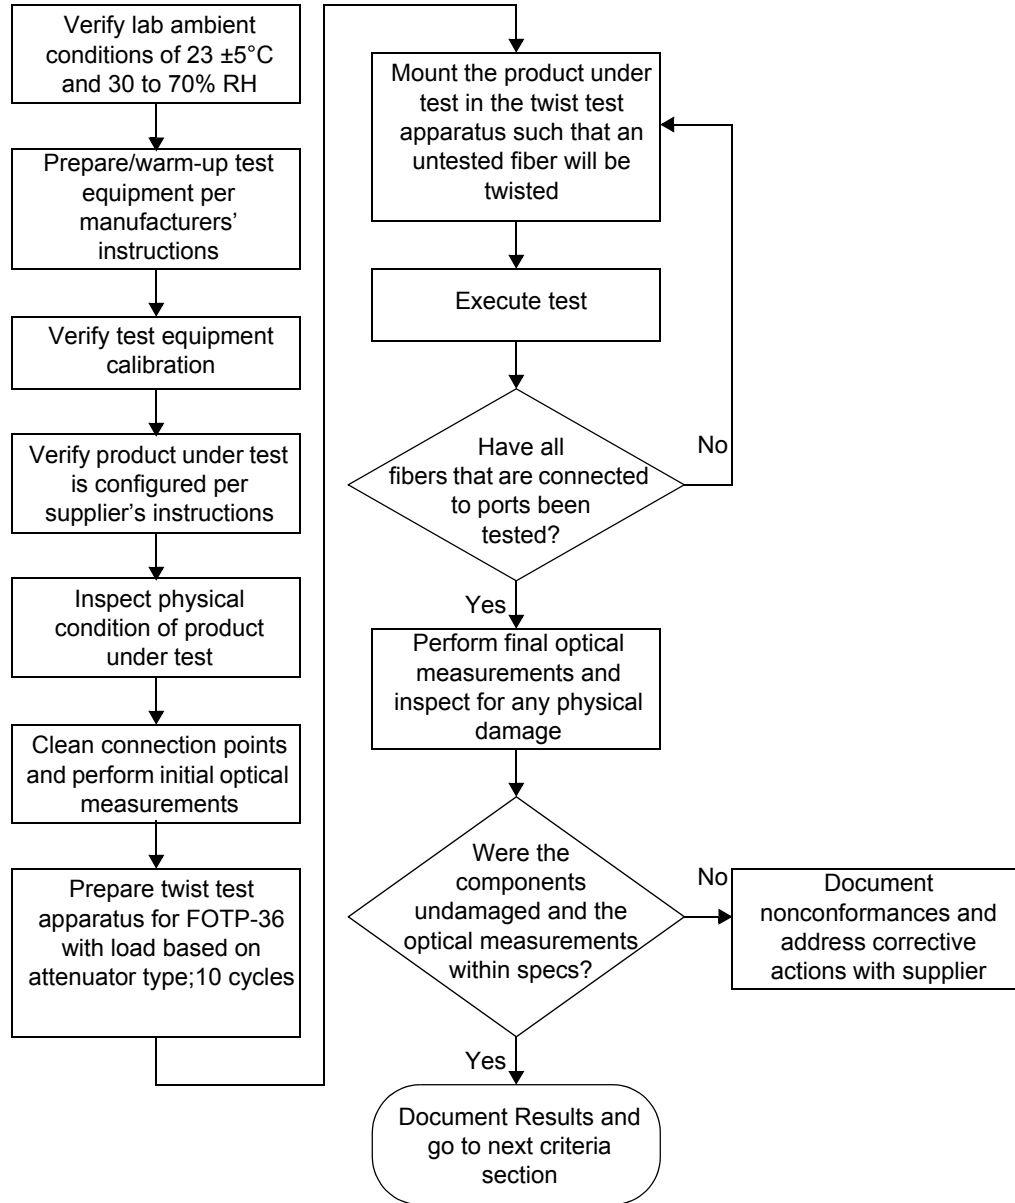 Verify lab ambient
conditions of 23 ±5°C
and 30 to 70% RH
Prepare/warm-up test
equipment per
manufacturers’
instructions
Verify test equipment
calibration
Verify product under test
is configured per
supplier’s instructions
Inspect physical
condition of product
under test
Clean connection points
and perform initial optical
measurements
Prepare twist test
apparatus for FOTP-36
with load based on
attenuator type;10 cycles
Mount the product under
test in the twist test
apparatus such that an
untested fiber will be
twisted
Execute test
Have all
fibers that are connected
to ports been
tested?
No
Yes
Perform final optical
measurements and
inspect for any physical
damage
Were the
components
undamaged and the
optical measurements
within specs?
No
Document
nonconformances and
address corrective
actions with supplier
Yes
Document Results and
go to next criteria
section